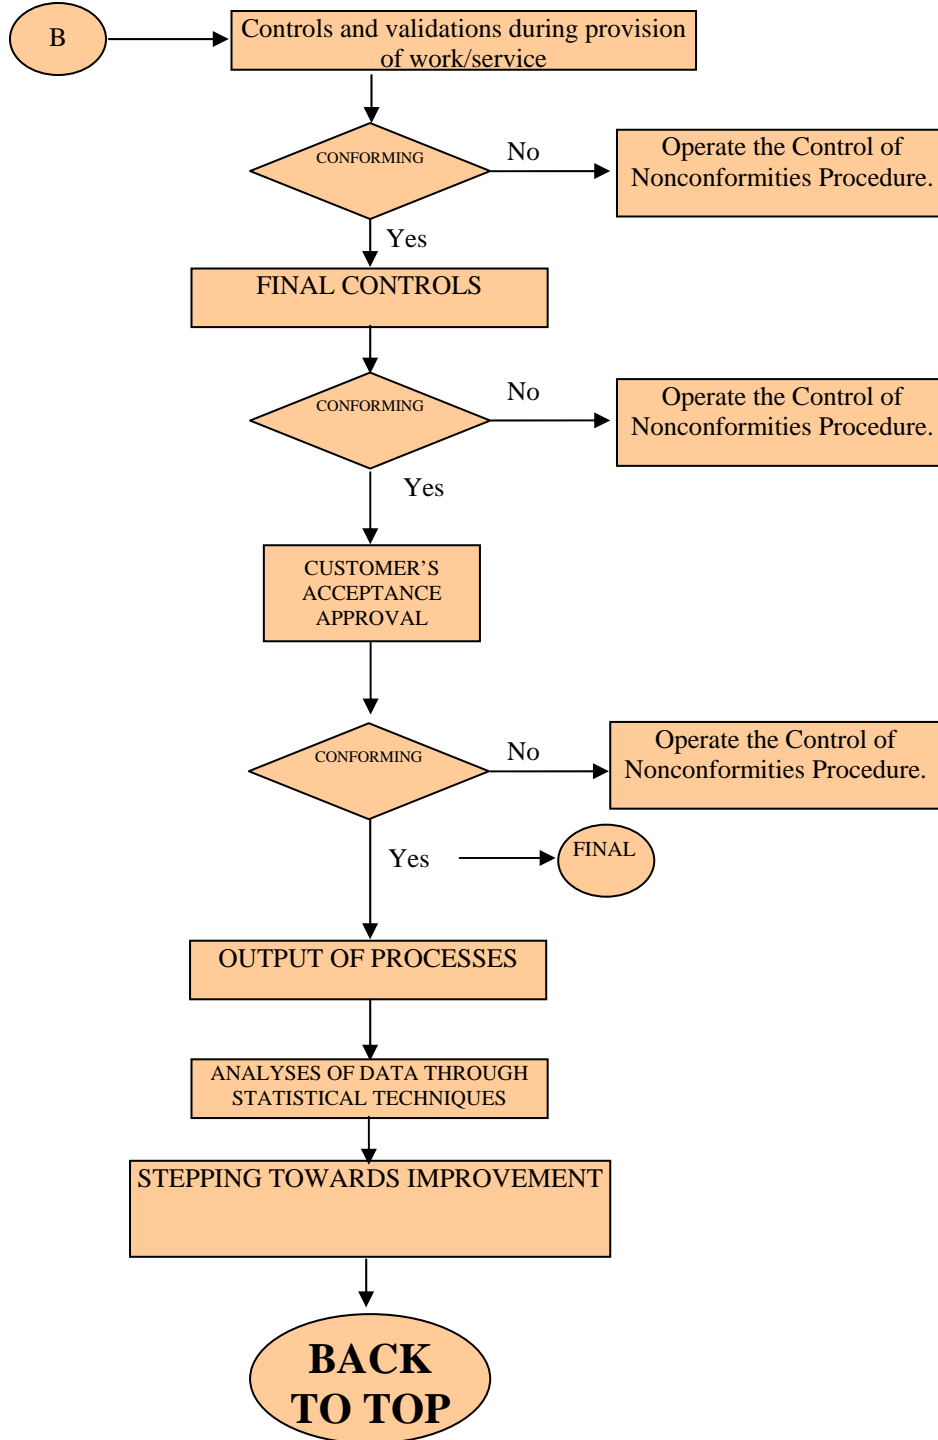 B
Controls and validations during provision
of work/service
CONFORMING
No
Operate the Control of
Nonconformities Procedure.
Yes
FINAL CONTROLS
CONFORMING
No
Operate the Control of
Nonconformities Procedure.
Yes
CUSTOMER’S
ACCEPTANCE
APPROVAL
CONFORMING
No
Operate the Control of
Nonconformities Procedure.
Yes
FINAL
OUTPUT OF PROCESSES
ANALYSES OF DATA THROUGH
STATISTICAL TECHNIQUES
STEPPING TOWARDS IMPROVEMENT
BACK
TO TOP